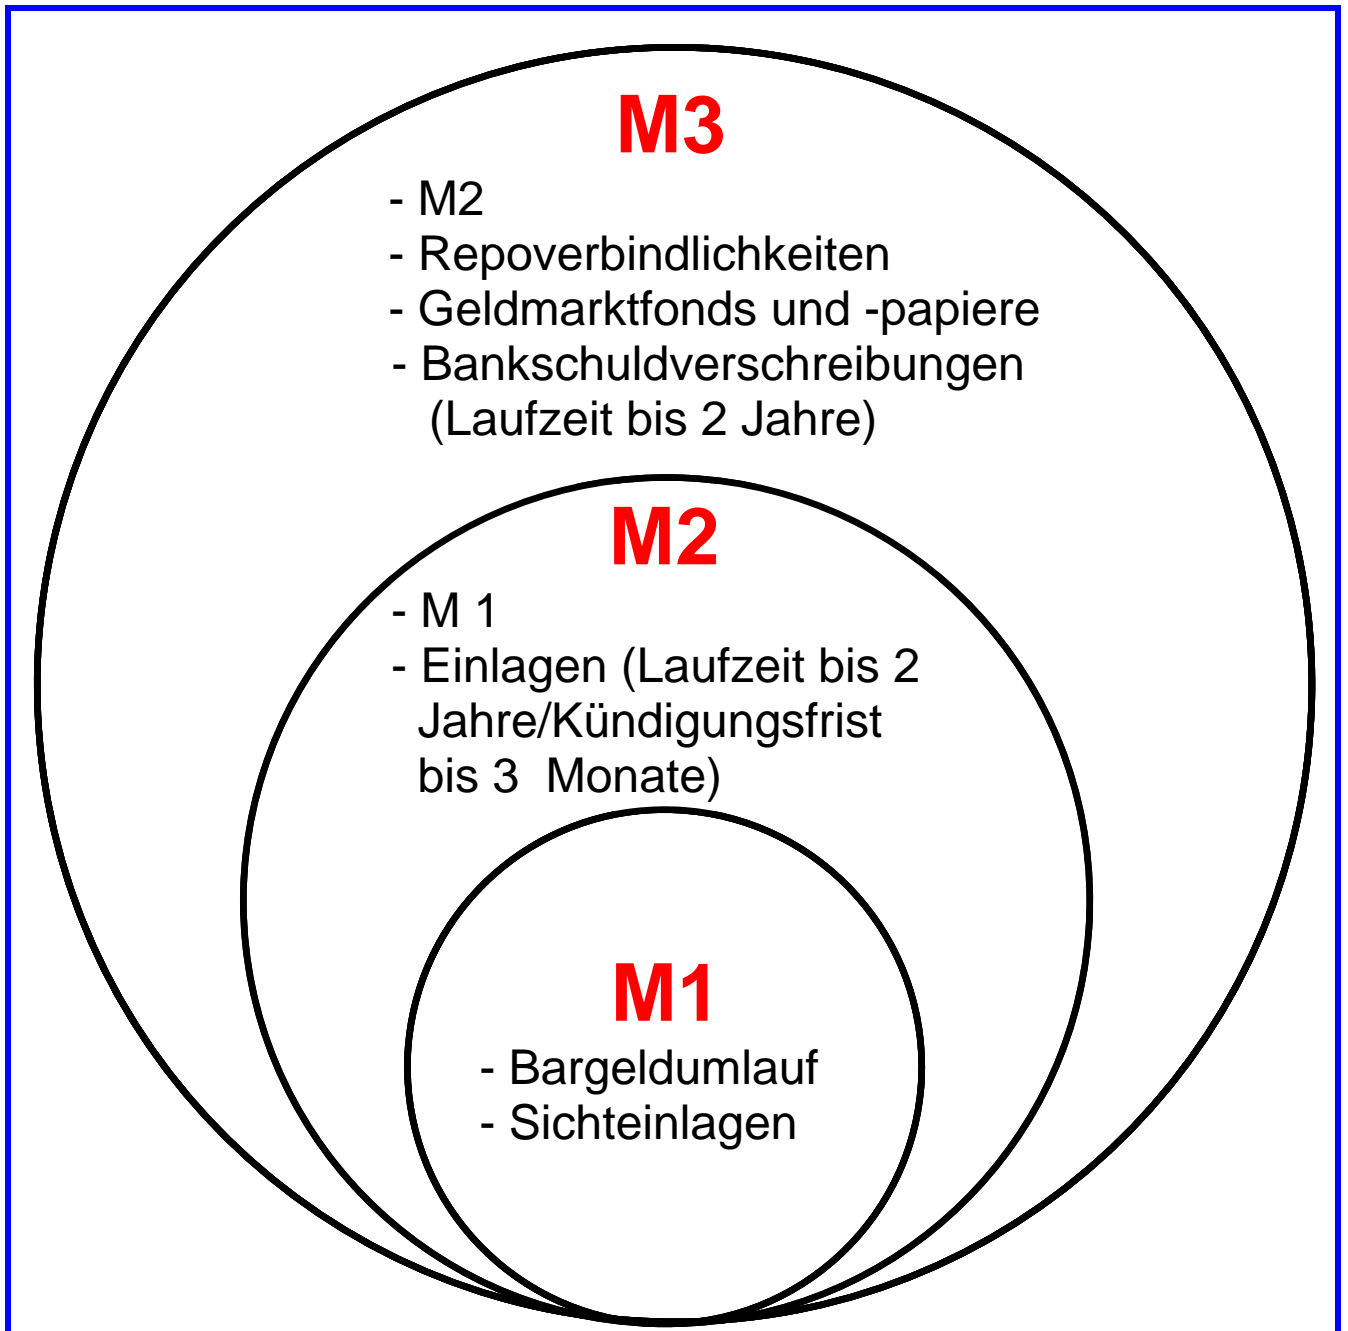 M3
- M2
- Repoverbindlichkeiten
- Geldmarktfonds und -papiere
- Bankschuldverschreibungen
(Laufzeit bis 2 Jahre)
M2
- M 1
- Einlagen (Laufzeit bis 2
Jahre/Kündigungsfrist
bis 3 Monate)
M1
- Bargeldumlauf
- Sichteinlagen